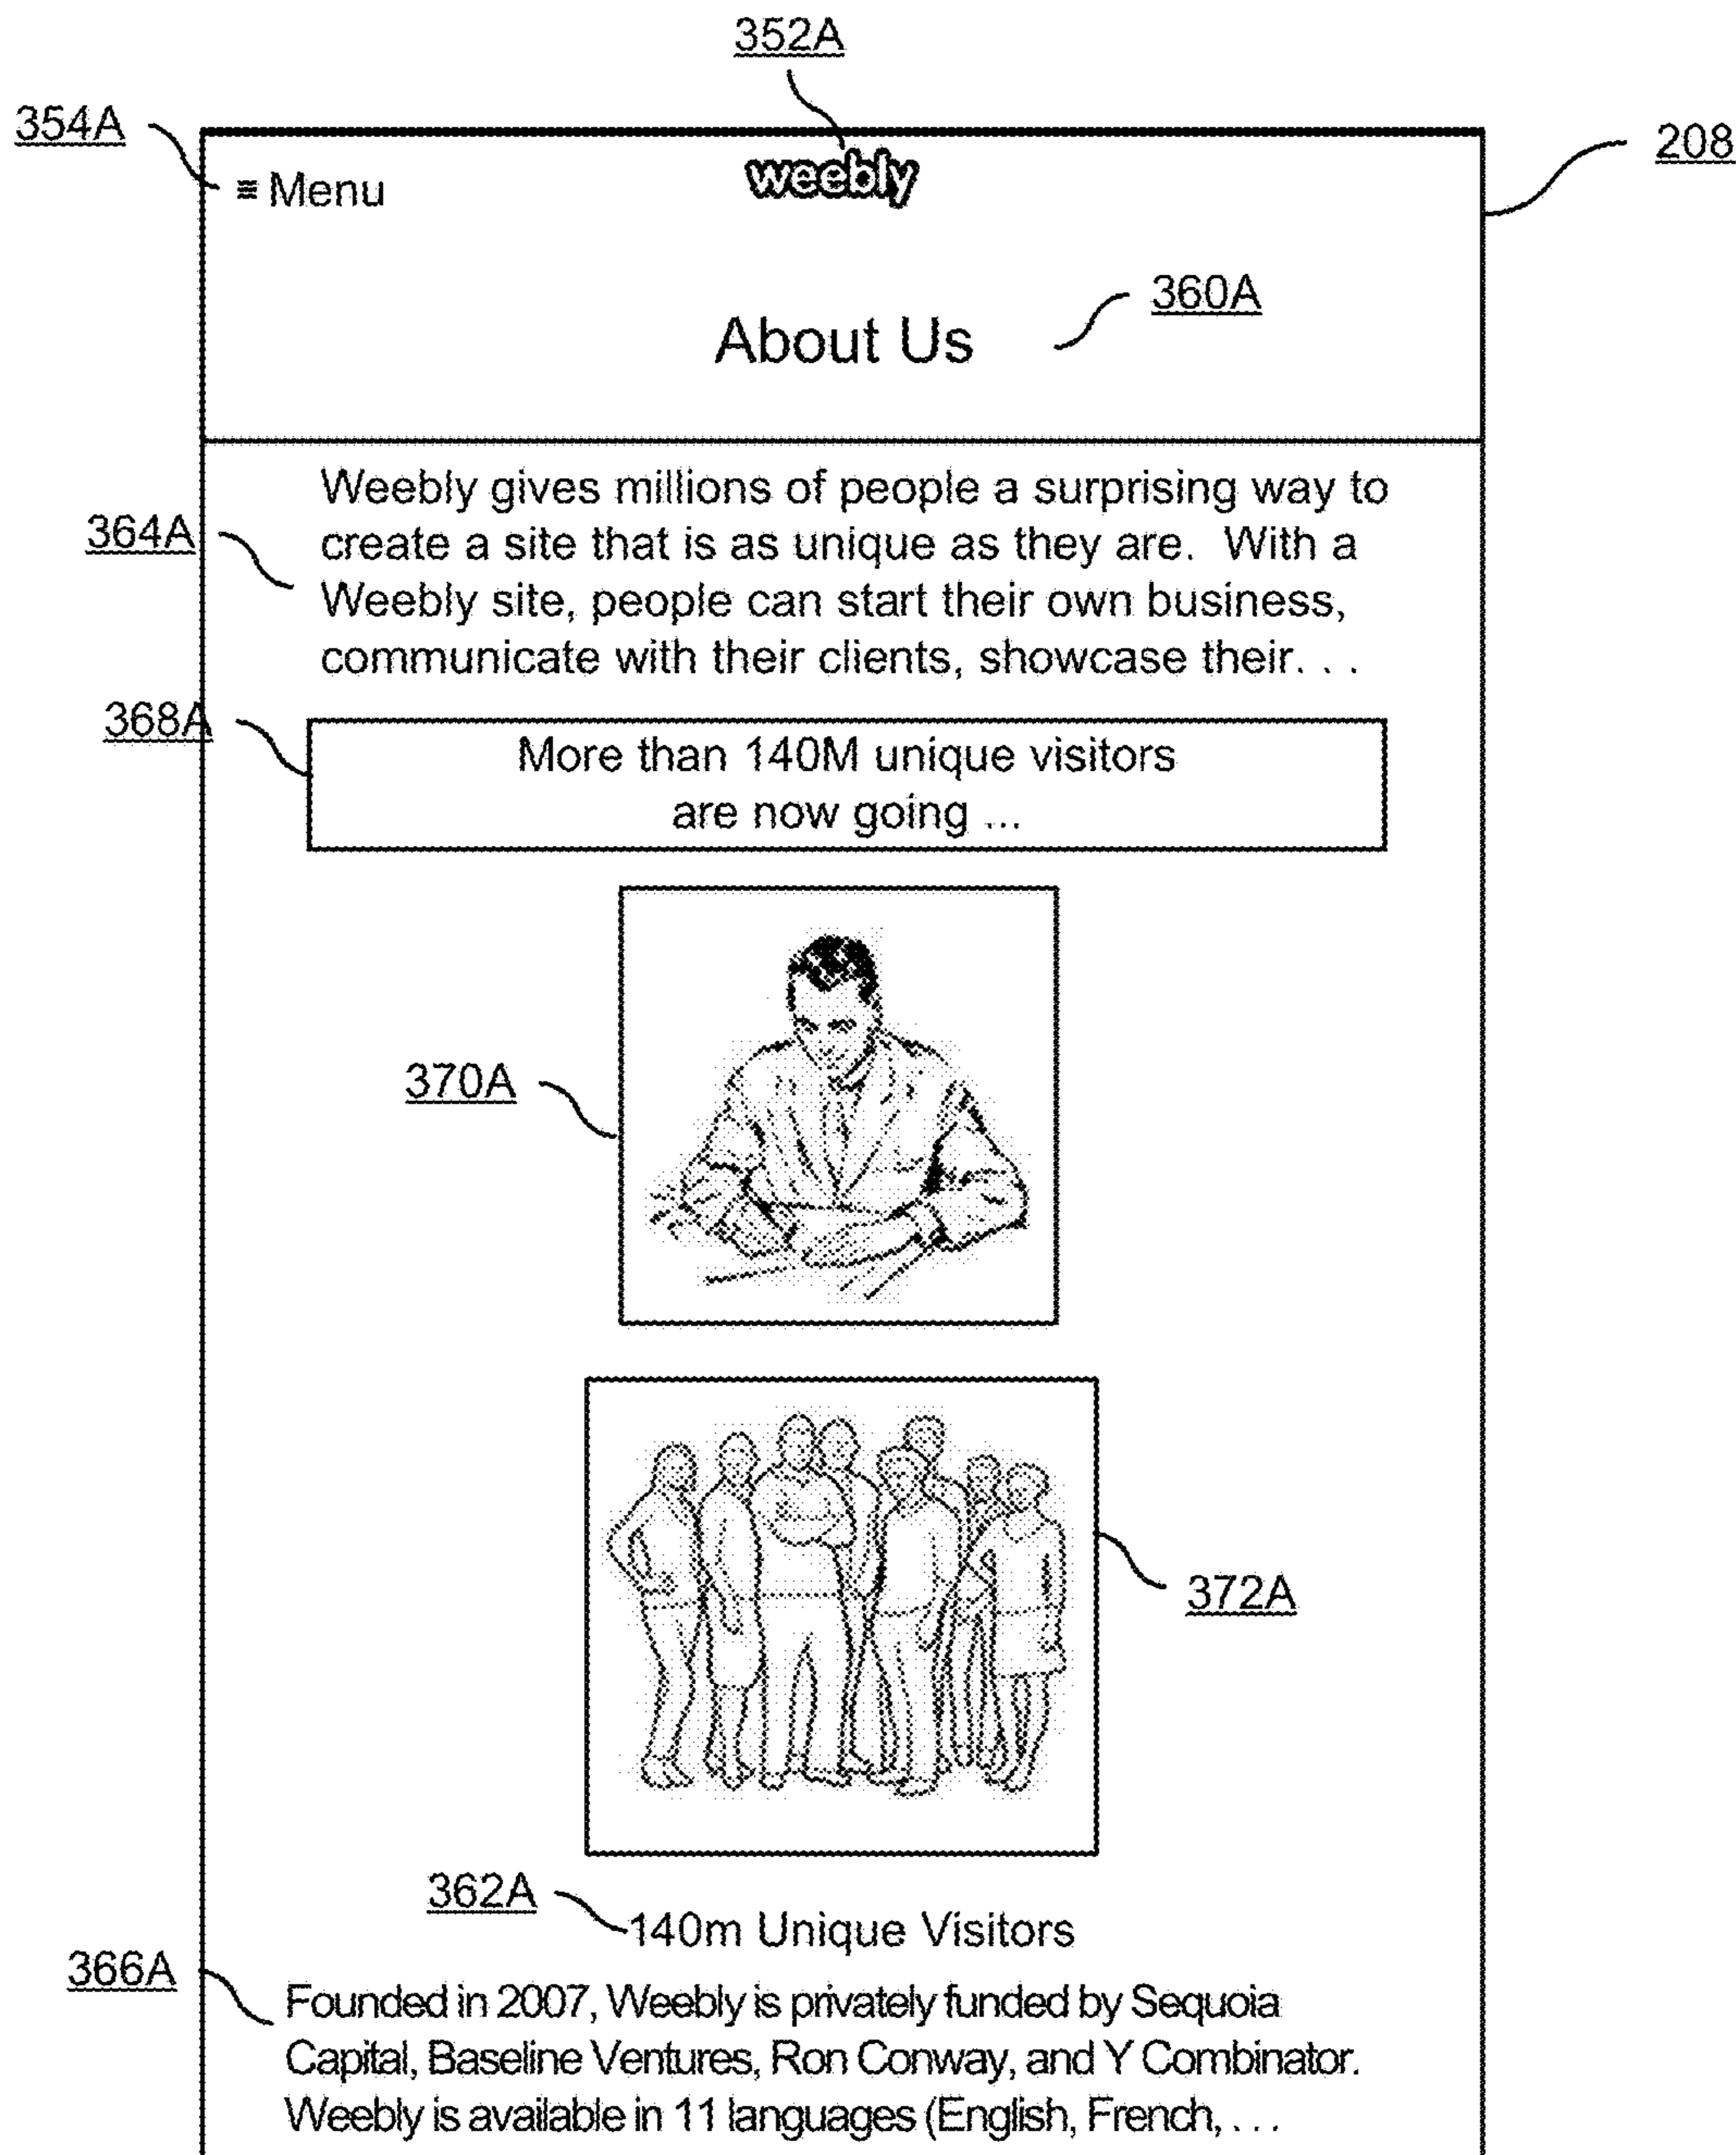 352A
354A
208
≡ Menu
weebly
360A
About Us
Weebly gives millions of people a surprising way to
364A
create a site that is as unique as they are. With a
Weebly site, people can start their own business,
communicate with their clients, showcase their. . .
368A
More than 140M unique visitors
are now going ...
370A
372A
362A
140m Unique Visitors
366A
Founded in 2007, Weebly is privately funded by Sequoia
Capital, Baseline Ventures, Ron Conway, and Y Combinator.
Weebly is available in 11 languages (English, French, . . .